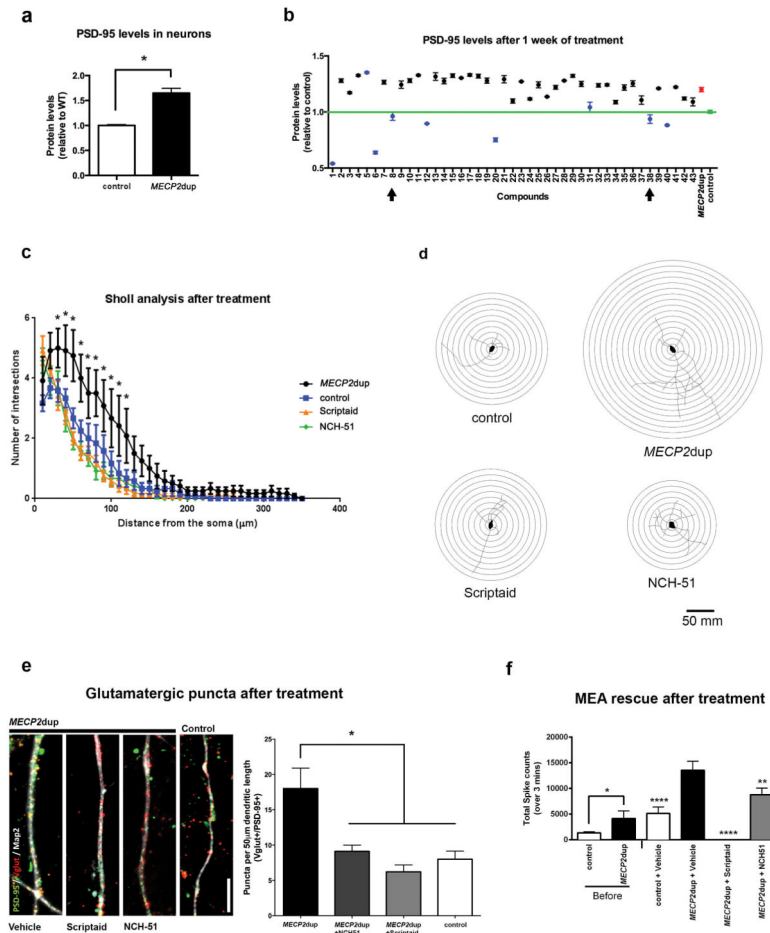 a
PSD-95 levels in neurons
*
Protein levels
(relative to WT)
2.0
1.5
1.0
0.5
0.0
control
MECP2dup
b
PSD-95 levels after 1 week of treatment
Protein levels
(relative to control)
1.5
1.0
0.5
1 2 3 4 5 6 7 8 9 10 11 12 13 14 15 16 17 18 19 20 21 22 23 24 25 26 27 28 29 30 31 32 33 34 35 36 37 38 39 40 41 42 43 MECP2dup control
Compounds
c
Sholl analysis after treatment
Number of intersections
6
4
2
0
* * * * * * * * * *
MECP2dup
control
Scriptaid
NCH-51
0 100 200 300 400
Distance from the soma (μm)
d
control
MECP2dup
Scriptaid
NCH-51
50 mm
e
Glutamatergic puncta after treatment
MECP2dup
Control
PSD-95/Vglut/Map2
Vehicle
Scriptaid
NCH-51
Puncta per 50μm dendritic length
(Vglut+/PSD-95+)
25
20
15
10
5
0
*
MECP2dup
MECP2dup
+NCH51
MECP2dup
+Scriptaid
control
f
MEA rescue after treatment
Total Spike counts
(over 3 mins)
20000
15000
10000
5000
0
*
****
****
**
control
MECP2dup
control + Vehicle
MECP2dup + Vehicle
MECP2dup + Scriptaid
MECP2dup + NCH51
Before